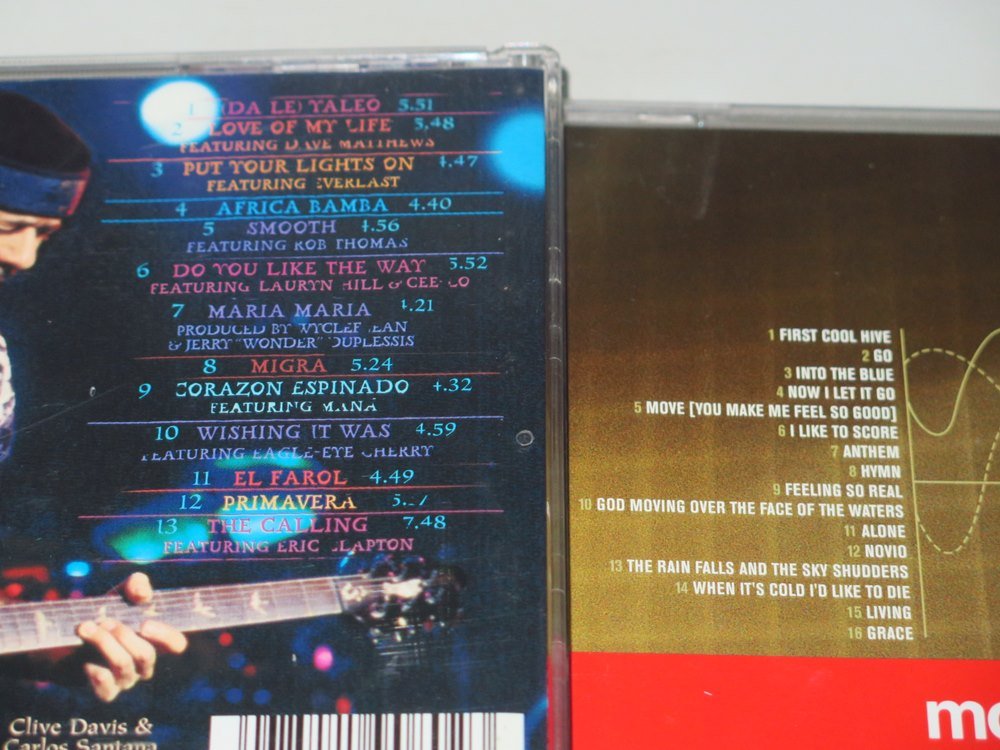 1 (DA LE) YALEO 5.51
2 LOVE OF MY LIFE 5.48
FEATURING DAVE MATTHEWS
3 PUT YOUR LIGHTS ON 4.47
FEATURING EVERLAST
4 AFRICA BAMBA 4.40
5 SMOOTH 4.56
FEATURING ROB THOMAS
6 DO YOU LIKE THE WAY 5.52
FEATURING LAURYN HILL & CEE-LO
7 MARIA MARIA 4.21
PRODUCED BY WYCLEF JEAN
& JERRY "WONDER" DUPLESSIS
8 MIGRA 5.24
9 CORAZON ESPINADO 4.32
FEATURING MANÁ
10 WISHING IT WAS 4.59
FEATURING EAGLE-EYE CHERRY
11 EL FAROL 4.49
12 PRIMAVERA
13 THE CALLING 7.48
FEATURING ERIC CLAPTON
Clive Davis &
Carlos Santana
1 FIRST COOL HIVE
2 GO
3 INTO THE BLUE
4 NOW I LET IT GO
5 MOVE [YOU MAKE ME FEEL SO GOOD]
6 I LIKE TO SCORE
7 ANTHEM
8 HYMN
9 FEELING SO REAL
10 GOD MOVING OVER THE FACE OF THE WATERS
11 ALONE
12 NOVIO
13 THE RAIN FALLS AND THE SKY SHUDDERS
14 WHEN IT'S COLD I'D LIKE TO DIE
15 LIVING
16 GRACE